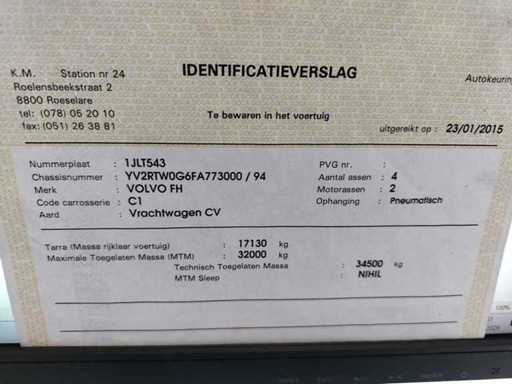 K.M. Station nr 24
Roelensbeekstraat 2
8800 Roeselare
tel: (078) 05 20 10
fax: (051) 26 38 81
IDENTIFICATIEVERSLAG
Autokeuring
Te bewaren in het voertuig
uitgereikt op : 23/01/2015
Nummerplaat : 1JLT543
PVG nr. :
Chassisnummer : YV2RTW0G6FA773000 / 94
Aantal assen : 4
Merk : VOLVO FH
Motorassen : 2
Code carrosserie : C1
Ophanging : Pneumatisch
Aard : Vrachtwagen CV
Tarra (Massa rijklaar voertuig) : 17130 kg
Maximale Toegelaten Massa (MTM) : 32000 kg
Technisch Toegelaten Massa : 34500 kg
MTM Sleep : NIHIL